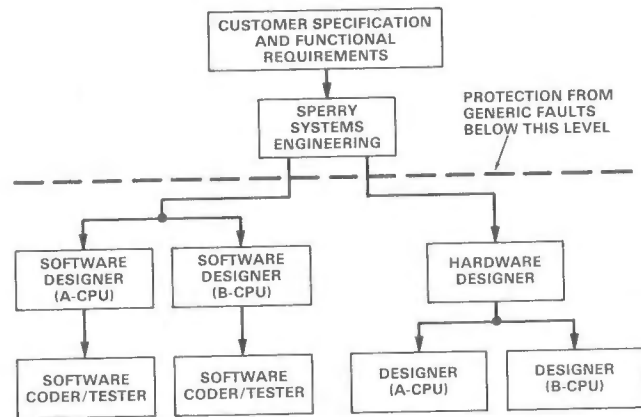 CUSTOMER SPECIFICATION
AND FUNCTIONAL
REQUIREMENTS
SPERRY
SYSTEMS
ENGINEERING
PROTECTION FROM
GENERIC FAULTS
BELOW THIS LEVEL
SOFTWARE
DESIGNER
(A-CPU)
SOFTWARE
DESIGNER
(B-CPU)
HARDWARE
DESIGNER
SOFTWARE
CODER/TESTER
SOFTWARE
CODER/TESTER
DESIGNER
(A-CPU)
DESIGNER
(B-CPU)